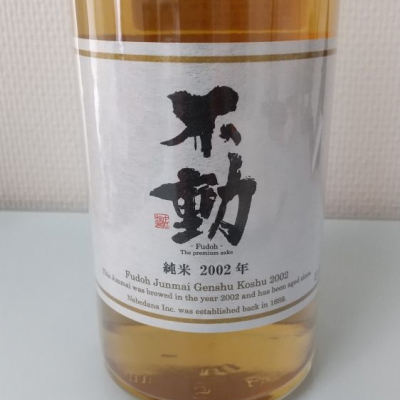 不動
- Fudoh -
The premium sake
純米 2002年
Fudoh Junmai Genshu Koshu 2002
This Junmai was brewed in the year 2002 and has been aged since
Nabedana Inc. was established back in 1689.